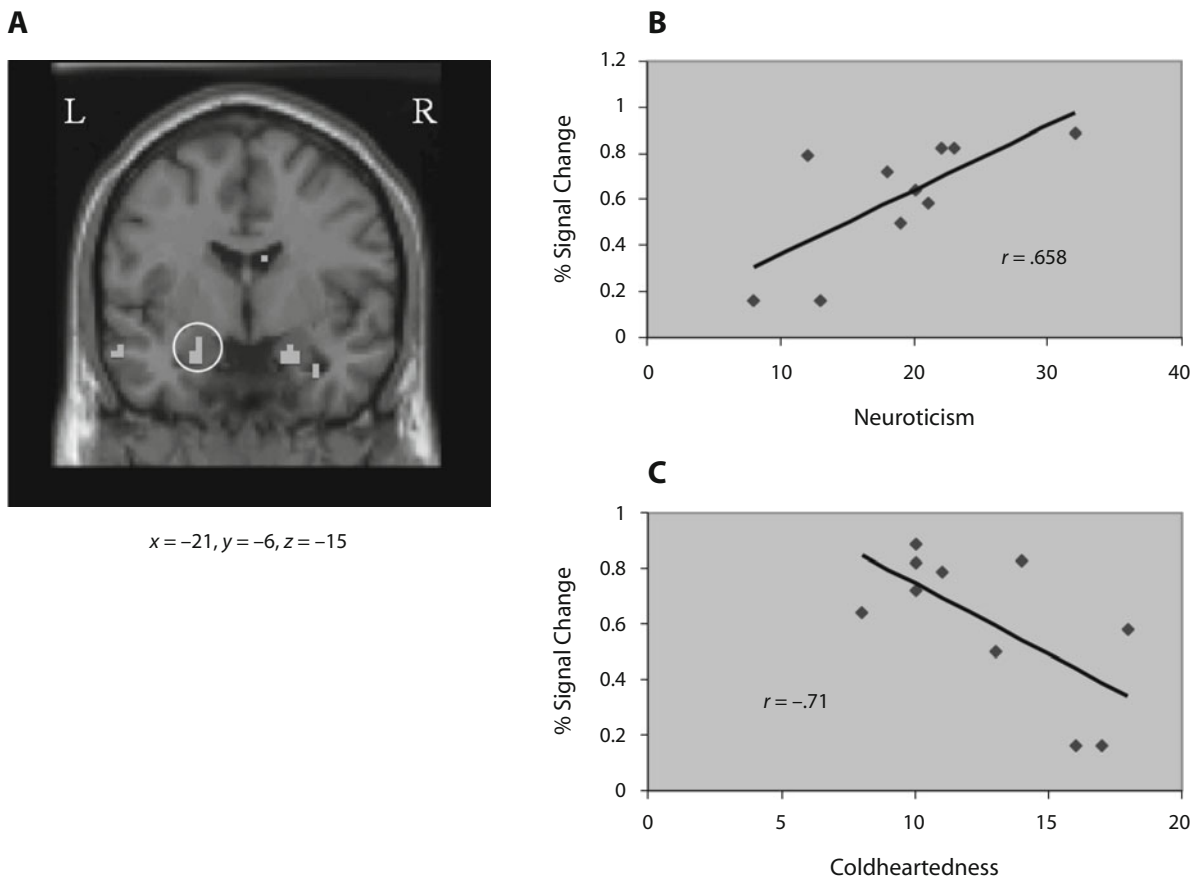 A
L R
x = –21, y = –6, z = –15
B
% Signal Change
1.2
1
0.8
0.6
0.4
0.2
0
r = .658
0 10 20 30 40
Neuroticism
C
% Signal Change
1
0.8
0.6
0.4
0.2
0
r = –.71
0 5 10 15 20
Coldheartedness